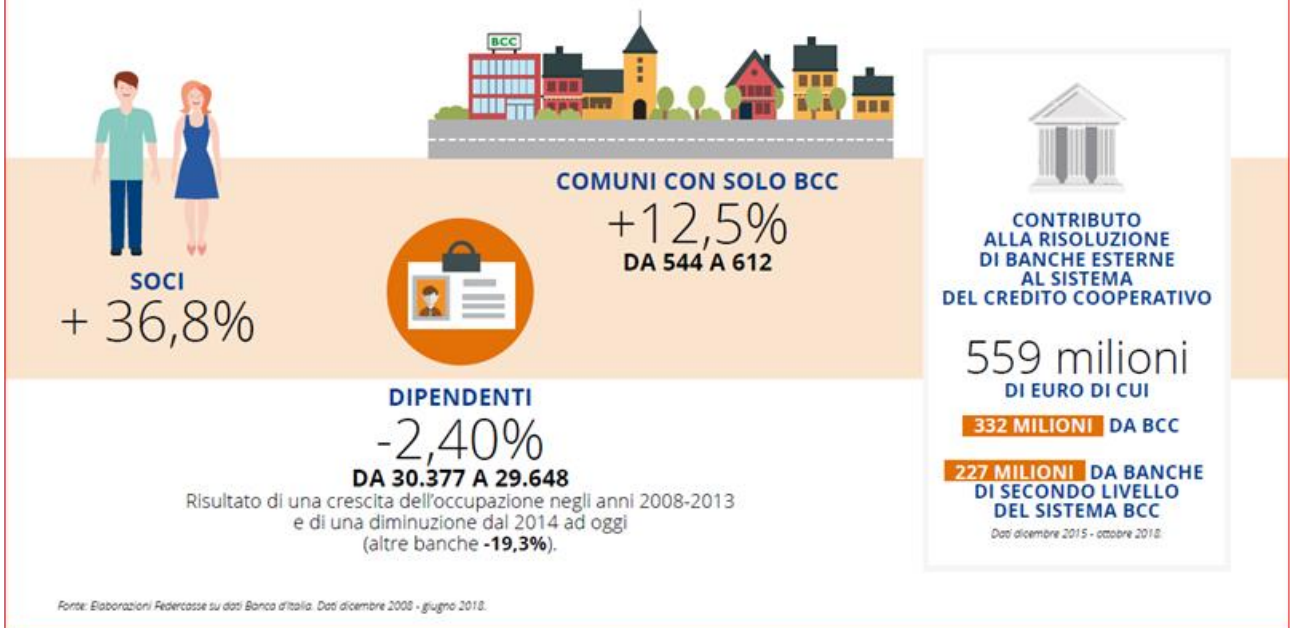 BCC
SOCI
+ 36,8%
COMUNI CON SOLO BCC
+12,5%
DA 544 A 612
DIPENDENTI
-2,40%
DA 30.377 A 29.648
Risultato di una crescita dell'occupazione negli anni 2008-2013
e di una diminuzione dal 2014 ad oggi
(altre banche -19,3%).
CONTRIBUTO
ALLA RISOLUZIONE
DI BANCHE ESTERNE
AL SISTEMA
DEL CREDITO COOPERATIVO
559 milioni
DI EURO DI CUI
332 MILIONI DA BCC
227 MILIONI DA BANCHE
DI SECONDO LIVELLO
DEL SISTEMA BCC
Dati dicembre 2015 - ottobre 2018.
Fonte: Elaborazioni Federcasse su dati Banca d'Italia. Dati dicembre 2008 - giugno 2018.